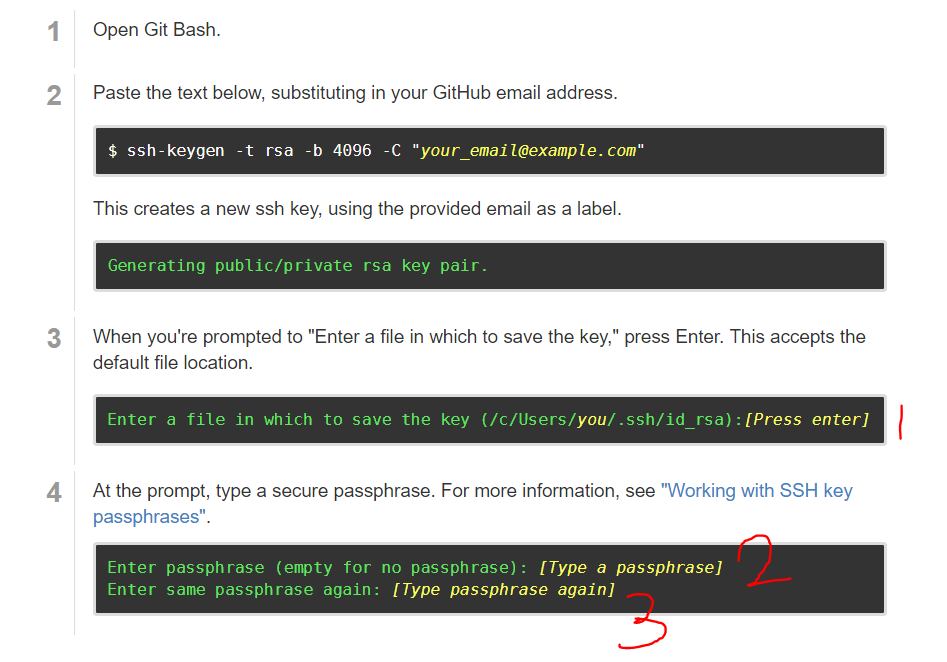 1
Open Git Bash.
2
Paste the text below, substituting in your GitHub email address.
$ ssh-keygen -t rsa -b 4096 -C "your_email@example.com"
This creates a new ssh key, using the provided email as a label.
Generating public/private rsa key pair.
3
When you're prompted to "Enter a file in which to save the key," press Enter. This accepts the
default file location.
Enter a file in which to save the key (/c/Users/you/.ssh/id_rsa):[Press enter]
1
4
At the prompt, type a secure passphrase. For more information, see "Working with SSH key
passphrases".
Enter passphrase (empty for no passphrase): [Type a passphrase]
2
Enter same passphrase again: [Type passphrase again]
3